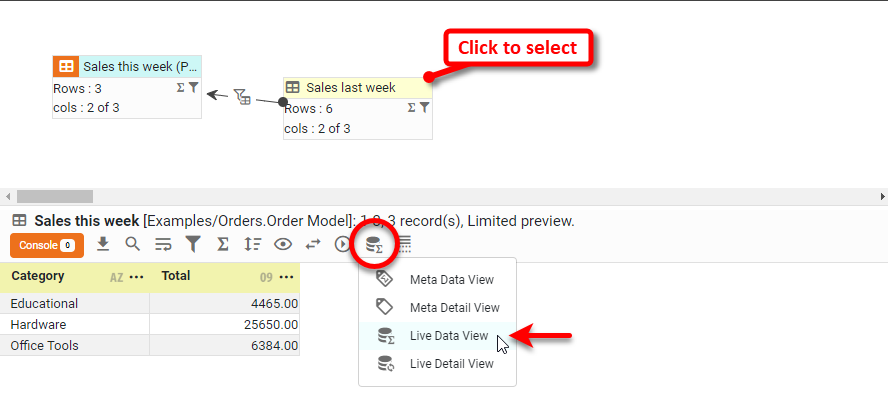 Click to select
Sales this week (P...
Rows : 3
cols : 2 of 3
Sales last week
Rows : 6
cols : 2 of 3
Sales this week [Examples/Orders.Order Model]: 1-3, 3 record(s), Limited preview.
Console 0
Category AZ ... Total 09 ...
Educational 4465.00
Hardware 25650.00
Office Tools 6384.00
Meta Data View
Meta Detail View
Live Data View
Live Detail View